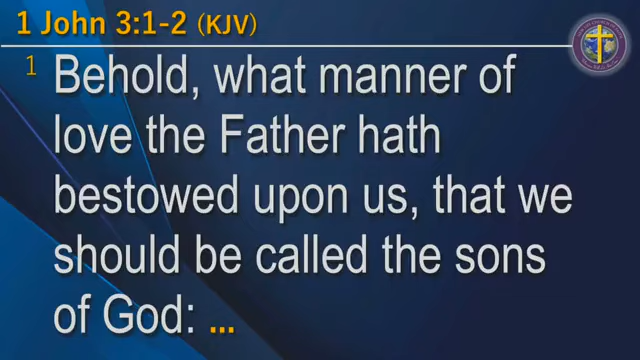 1 John 3:1-2 (KJV)
1 Behold, what manner of
love the Father hath
bestowed upon us, that we
should be called the sons
of God: ...